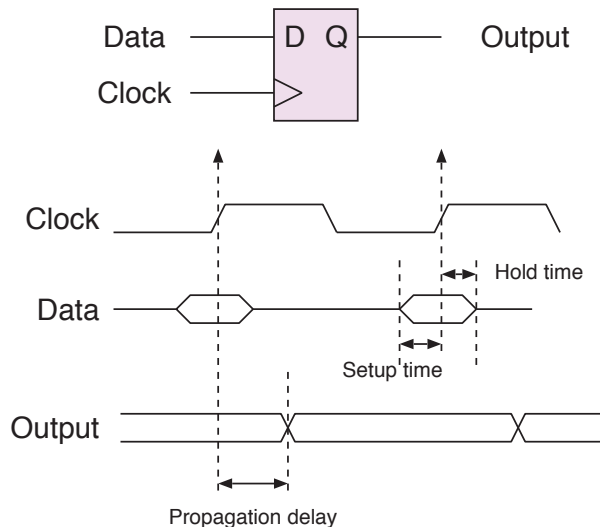 Data D Q Output
Clock
Clock
Hold time
Data
Setup time
Output
Propagation delay